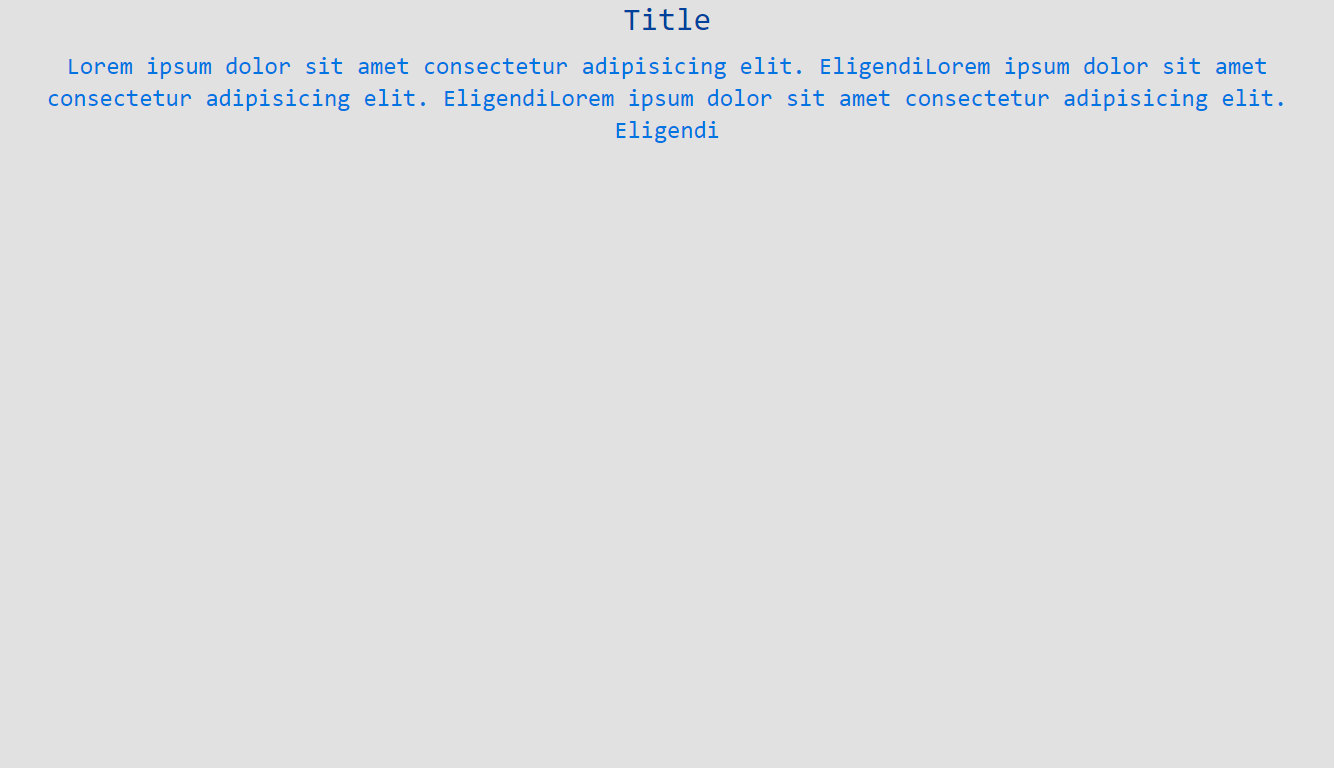 Title
Lorem ipsum dolor sit amet consectetur adipisicing elit. EligendiLorem ipsum dolor sit amet
consectetur adipisicing elit. EligendiLorem ipsum dolor sit amet consectetur adipisicing elit.
Eligendi